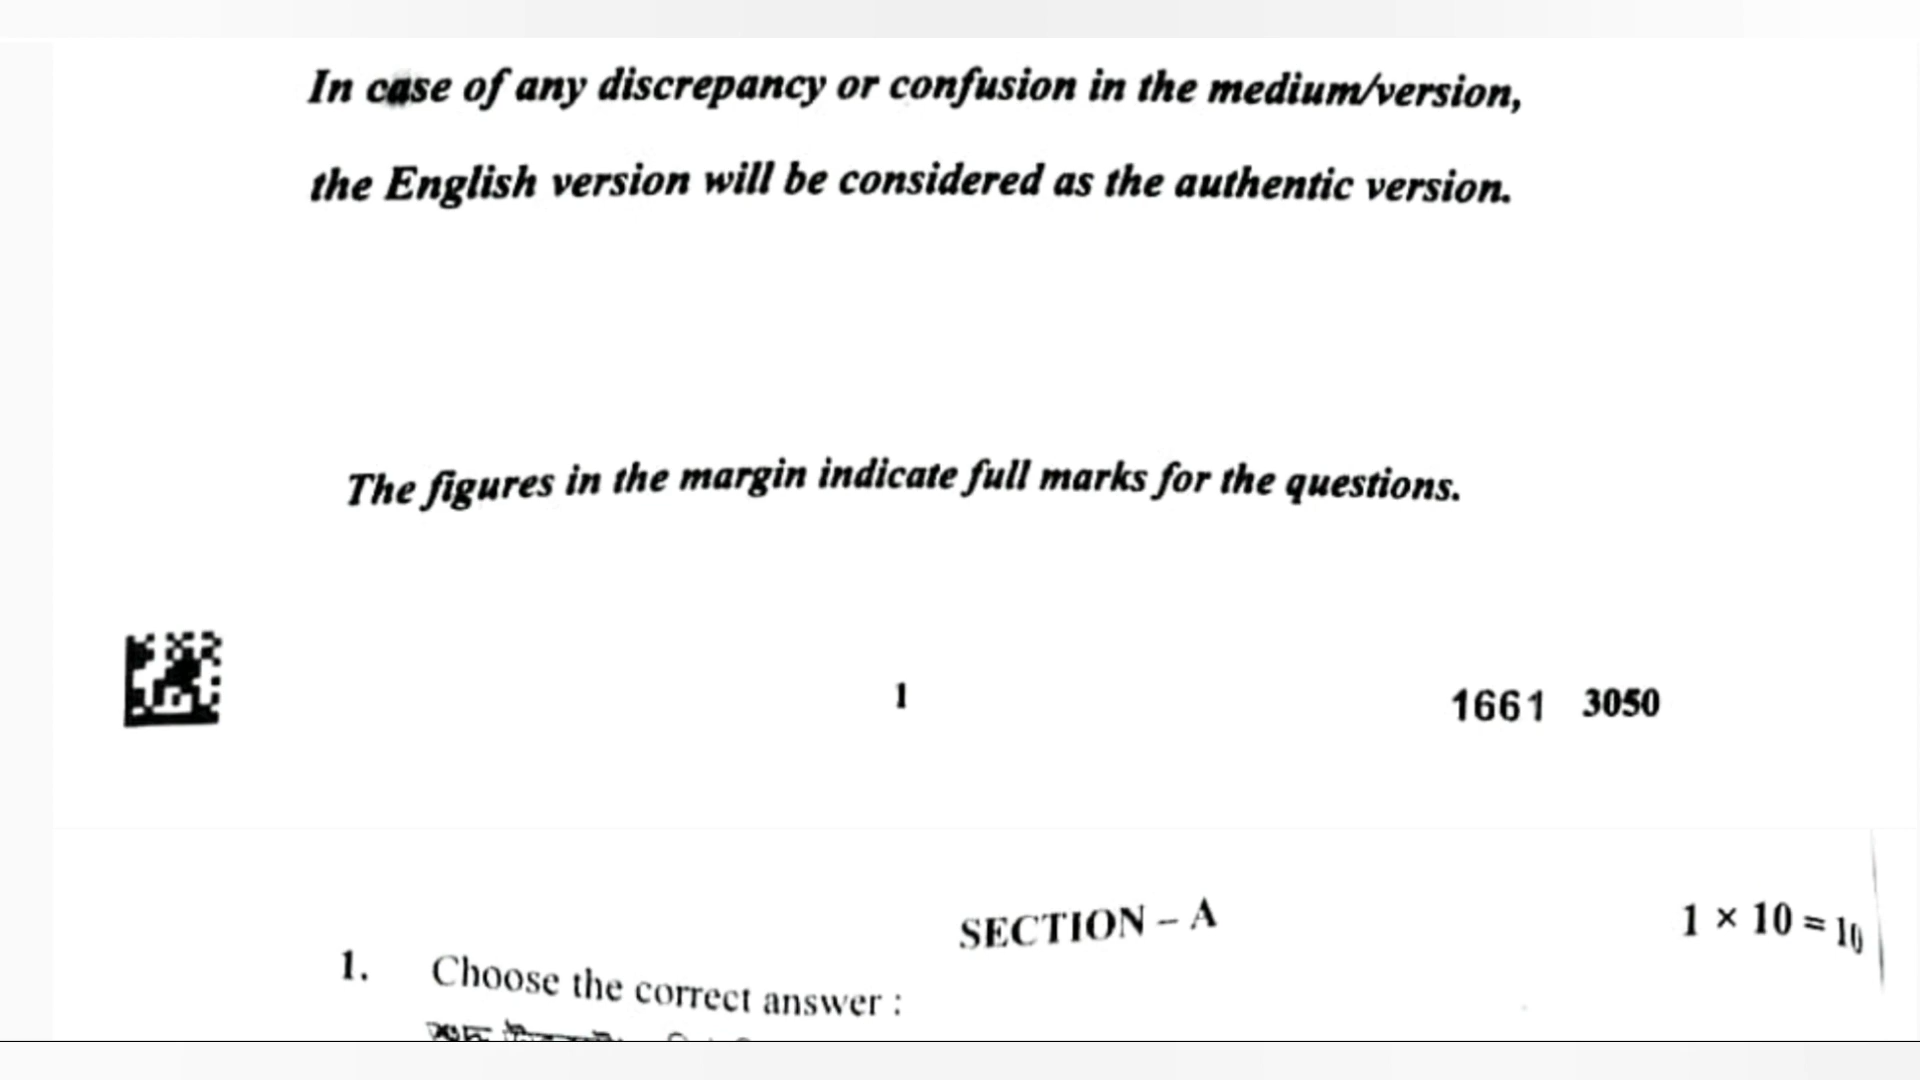 In case of any discrepancy or confusion in the medium/version,
the English version will be considered as the authentic version.
The figures in the margin indicate full marks for the questions.
1
1661 3050
SECTION – A
1 × 10 = 10
1. Choose the correct answer :